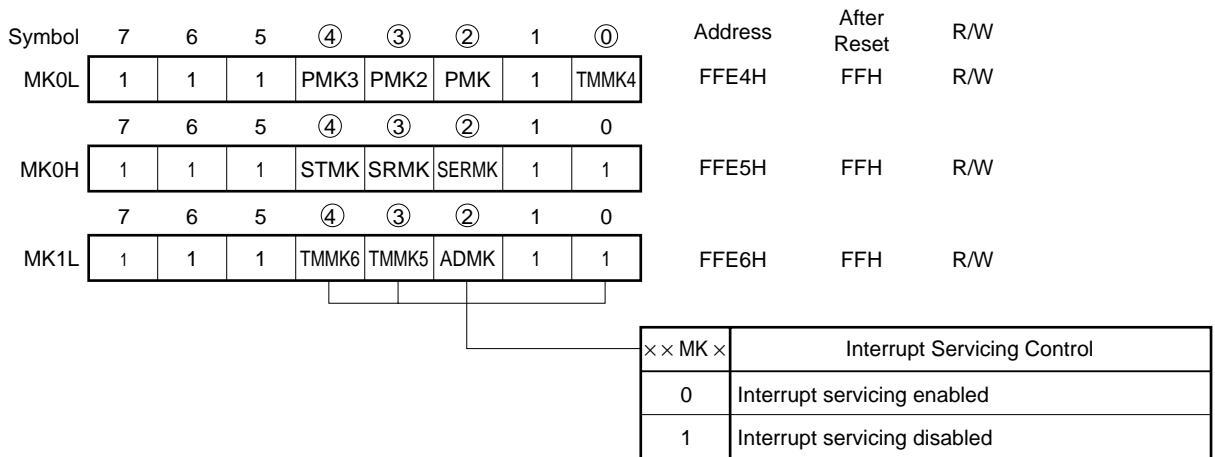 Symbol 7 6 5 ④ ③ ② 1 ⓪ Address After Reset R/W
MK0L 1 1 1 PMK3 PMK2 PMK 1 TMMK4 FFE4H FFH R/W
7 6 5 ④ ③ ② 1 0
MK0H 1 1 1 STMK SRMK SERMK 1 1 FFE5H FFH R/W
7 6 5 ④ ③ ② 1 0
MK1L 1 1 1 TMMK6 TMMK5 ADMK 1 1 FFE6H FFH R/W
××MK× Interrupt Servicing Control
0 Interrupt servicing enabled
1 Interrupt servicing disabled